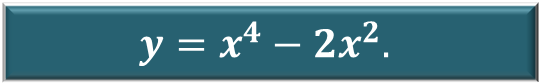 y = x⁴ − 2x².